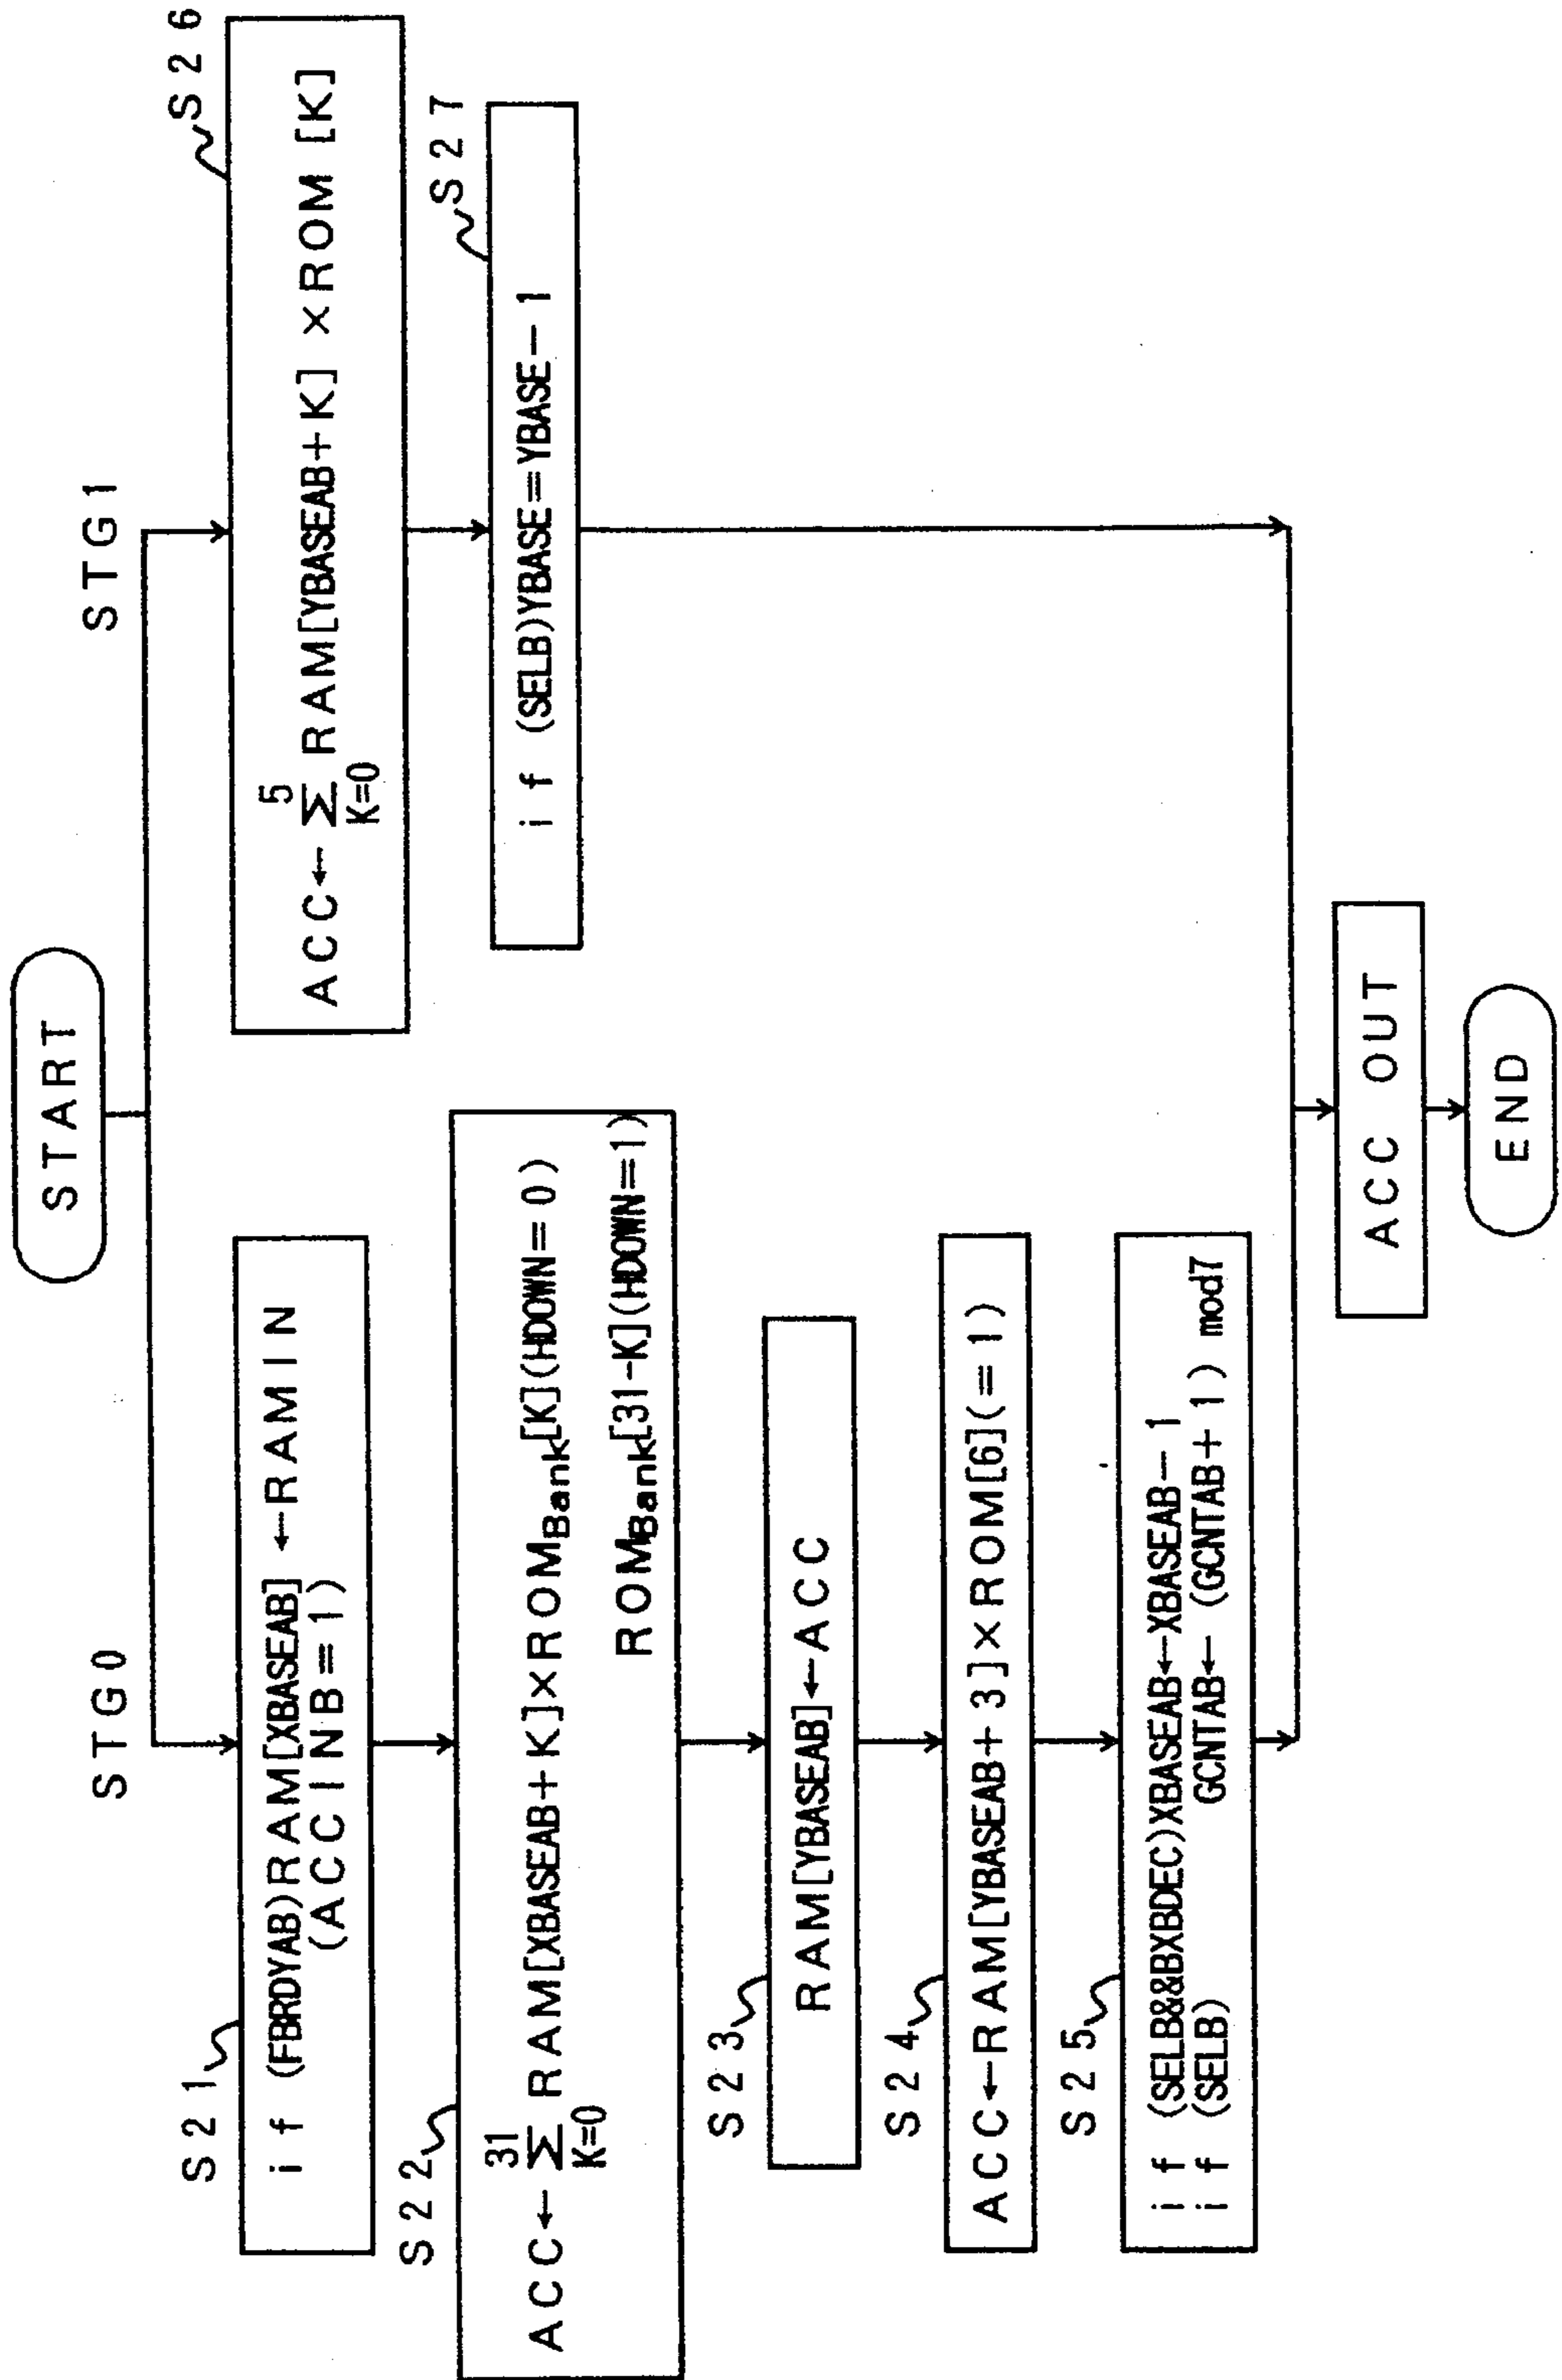 START
STG0
S21
if (FBRDYAB)RAM[XBASEAB]←RAMIN
(ACCINB=1)
S22
31
ACC←ΣRAM[XBASEAB+K]×ROMBank[K](HDOWN=0)
K=0
ROMBank[31-K](HDOWN=1)
S23
RAM[YBASEAB]←ACC
S24
ACC←RAM[YBASEAB+3]×ROM[6](=1)
S25
if (SELB&&BXBDEC)XBASEAB←XBASEAB-1
if (SELB) GCNTAB←(GCNTAB+1) mod7
STG1
S26
5
ACC←ΣRAM[YBASEAB+K]×ROM[K]
K=0
S27
if (SELB)YBASE=YBASE-1
ACC OUT
END